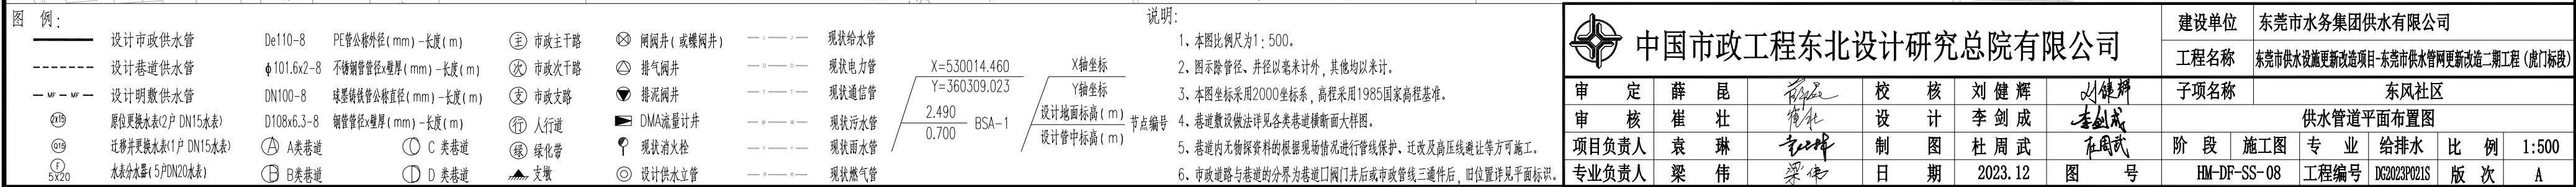 图 例:
设计市政供水管 De110-8 PE管公称外径(mm)-长度(m) 主 市政主干路 闸阀井(或蝶阀井) 现状给水管
设计巷道供水管 ф101.6x2-8 不锈钢管管径x壁厚(mm)-长度(m) 次 市政次干路 排气阀井 现状电力管
MF MF 设计明敷供水管 DN100-8 球墨铸铁管公称直径(mm)-长度(m) 支 市政支路 排泥阀井 现状通信管
2x15 原位更换水表(2户 DN15水表) D108x6.3-8 钢管管径x壁厚(mm)-长度(m) 行 人行道 DMA流量计井 现状污水管
Q15 迁移并更换水表(1户 DN15水表) A A类巷道 C C 类巷道 绿 绿化带 现状消火栓 现状雨水管
F 5X20 水表分水器(5户DN20水表) B B类巷道 D D 类巷道 支墩 设计供水立管 现状燃气管
X=530014.460 X轴坐标
Y=360309.023 Y轴坐标
2.490 设计地面标高(m)
BSA-1 节点编号
0.700 设计管中标高(m)
说明:
1、本图比例尺为1:500。
2、图示除管径、井径以毫米计外,其他均以米计。
3、本图坐标采用2000坐标系,高程采用1985国家高程基准。
4、巷道敷设做法详见各类巷道横断面大样图。
5、巷道内无物探资料的根据现场情况进行管线保护、迁改及高压线避让等方可施工。
6、市政道路与巷道的分界为巷道口阀门井后或市政管线三通件后,旧位置详见平面标识。
中国市政工程东北设计研究总院有限公司
建设单位 东莞市水务集团供水有限公司
工程名称 东莞市供水设施更新改造项目-东莞市供水管网更新改造二期工程(虎门标段)
审 定 薛 昆 薛昆 校 核 刘健辉 刘健辉 子项名称 东风社区
审 核 崔 壮 崔壮 设 计 李剑成 李剑成 供水管道平面布置图
项目负责人 袁 琳 制 图 杜周武 杜周武 阶 段 施工图 专 业 给排水 比 例 1:500
专业负责人 梁 伟 梁伟 日 期 2023.12 图 号 HM-DF-SS-08 工程编号 DG2023P021S 版 次 A